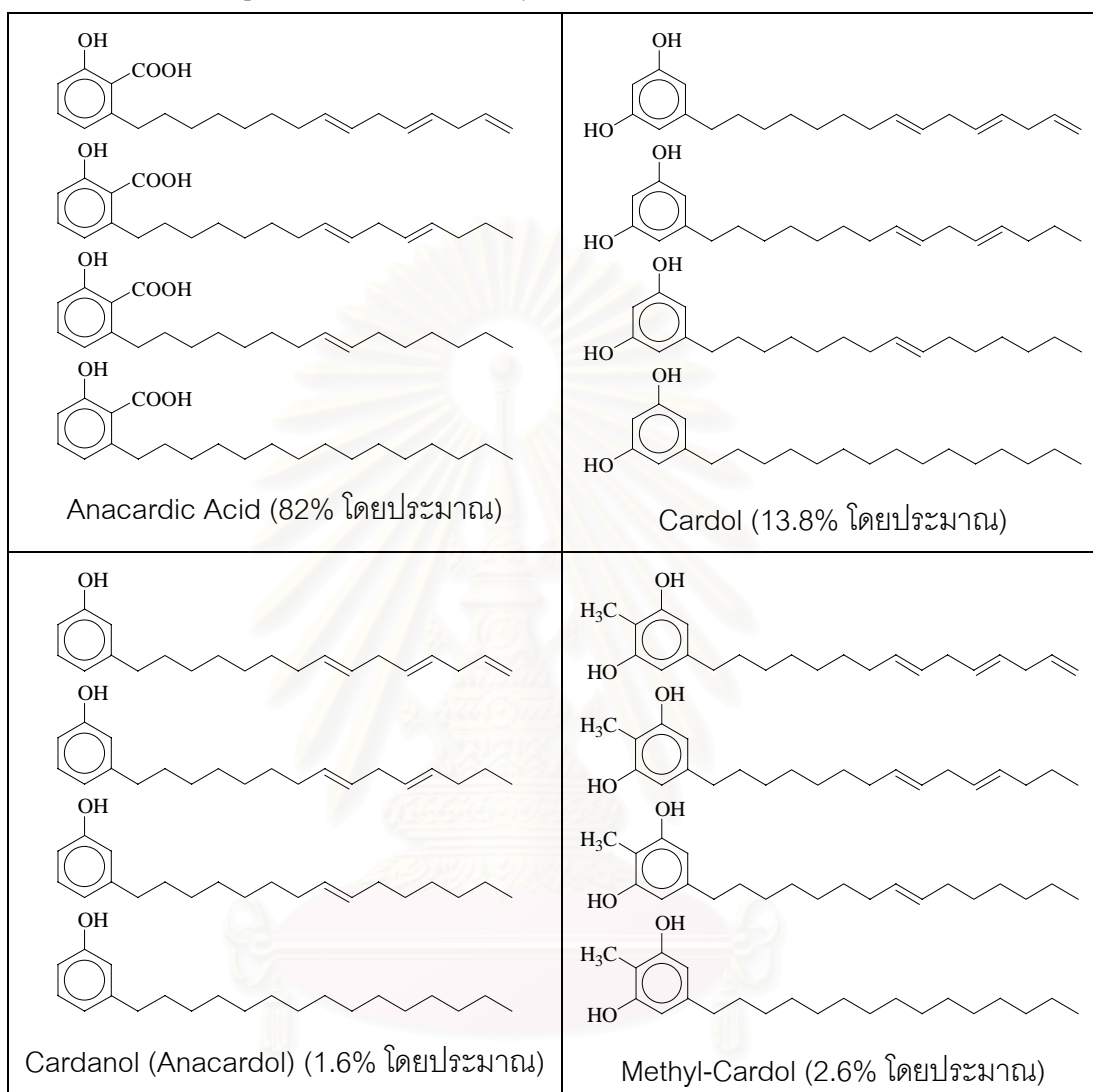 OH
COOH
OH
COOH
OH
COOH
OH
COOH
Anacardic Acid (82% โดยประมาณ)
OH
HO
OH
HO
OH
HO
OH
HO
Cardol (13.8% โดยประมาณ)
OH
OH
OH
OH
Cardanol (Anacardol) (1.6% โดยประมาณ)
OH
H₃C
HO
OH
H₃C
HO
OH
H₃C
HO
OH
H₃C
HO
Methyl-Cardol (2.6% โดยประมาณ)